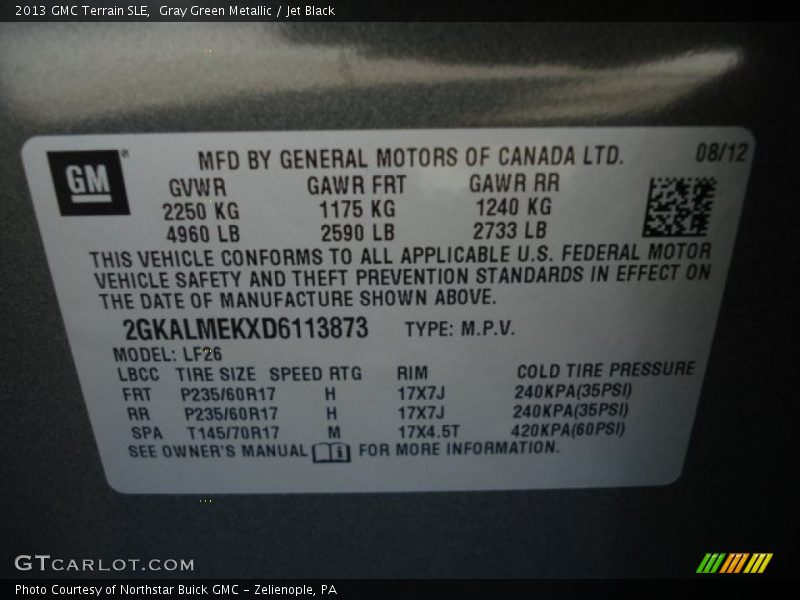 2013 GMC Terrain SLE, Gray Green Metallic / Jet Black
GM
MFD BY GENERAL MOTORS OF CANADA LTD. 08/12
GVWR GAWR FRT GAWR RR
2250 KG 1175 KG 1240 KG
4960 LB 2590 LB 2733 LB
THIS VEHICLE CONFORMS TO ALL APPLICABLE U.S. FEDERAL MOTOR
VEHICLE SAFETY AND THEFT PREVENTION STANDARDS IN EFFECT ON
THE DATE OF MANUFACTURE SHOWN ABOVE.
2GKALMEKXD6113873 TYPE: M.P.V.
MODEL: LF26
LBCC TIRE SIZE SPEED RTG RIM COLD TIRE PRESSURE
FRT P235/60R17 H 17X7J 240KPA(35PSI)
RR P235/60R17 H 17X7J 240KPA(35PSI)
SPA T145/70R17 M 17X4.5T 420KPA(60PSI)
SEE OWNER'S MANUAL FOR MORE INFORMATION.
GTCARLOT.COM
Photo Courtesy of Northstar Buick GMC - Zelienople, PA